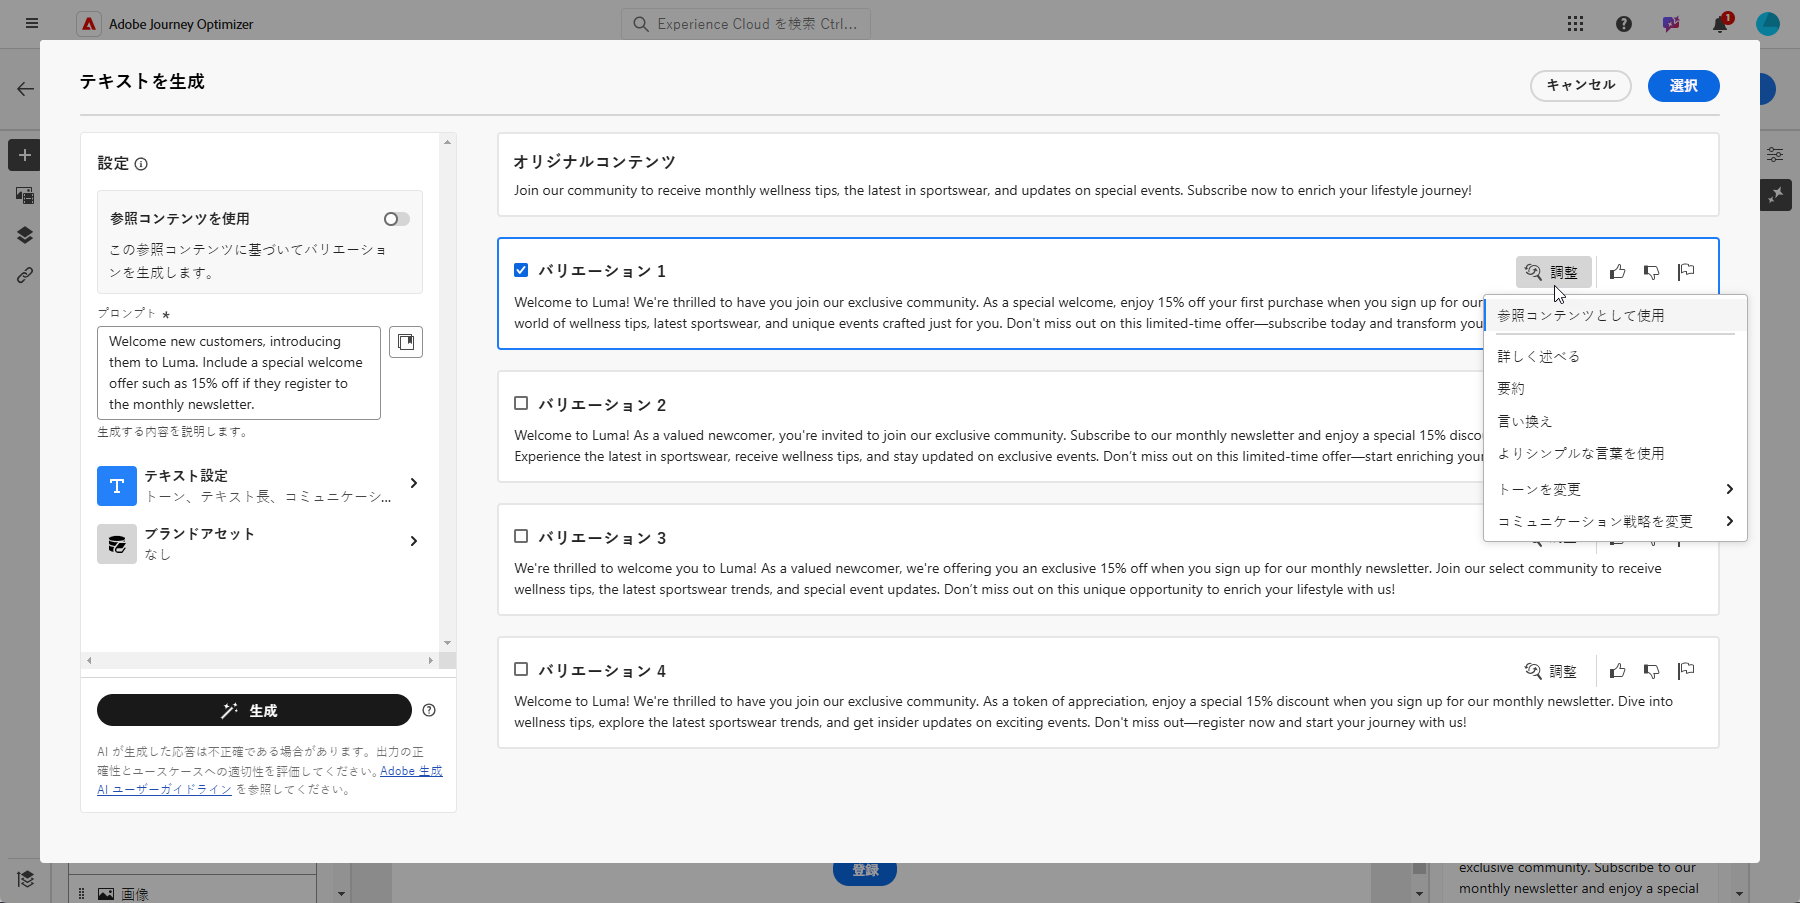 Adobe Journey Optimizer
Experience Cloud を検索 Ctrl...
1
テキストを生成
キャンセル
選択
設定
参照コンテンツを使用
この参照コンテンツに基づいてバリエーショ
ンを生成します。
プロンプト *
Welcome new customers, introducing
them to Luma. Include a special welcome
offer such as 15% off if they register to
the monthly newsletter.
生成する内容を説明します。
テキスト設定
トーン、テキスト長、コミュニケーシ...
ブランドアセット
なし
生成
AI が生成した応答は不正確である場合があります。出力の正
確性とユースケースへの適切性を評価してください。Adobe 生成
AI ユーザーガイドライン を参照してください。
オリジナルコンテンツ
Join our community to receive monthly wellness tips, the latest in sportswear, and updates on special events. Subscribe now to enrich your lifestyle journey!
バリエーション 1
調整
Welcome to Luma! We're thrilled to have you join our exclusive community. As a special welcome, enjoy 15% off your first purchase when you sign up for our
world of wellness tips, latest sportswear, and unique events crafted just for you. Don't miss out on this limited-time offer—subscribe today and transform you
参照コンテンツとして使用
詳しく述べる
要約
言い換え
よりシンプルな言葉を使用
トーンを変更
コミュニケーション戦略を変更
バリエーション 2
Welcome to Luma! As a valued newcomer, you're invited to join our exclusive community. Subscribe to our monthly newsletter and enjoy a special 15% disco
Experience the latest in sportswear, receive wellness tips, and stay updated on exclusive events. Don’t miss out on this limited-time offer—start enriching your
バリエーション 3
We're thrilled to welcome you to Luma! As a valued newcomer, we're offering you an exclusive 15% off when you sign up for our monthly newsletter. Join our select community to receive
wellness tips, the latest sportswear trends, and special event updates. Don’t miss out on this unique opportunity to enrich your lifestyle with us!
バリエーション 4
調整
Welcome to Luma! We're thrilled to have you join our exclusive community. As a token of appreciation, enjoy a special 15% discount when you sign up for our monthly newsletter. Dive into
wellness tips, explore the latest sportswear trends, and get insider updates on exciting events. Don't miss out—register now and start your journey with us!
画像
登録
exclusive community. Subscribe to our
monthly newsletter and enjoy a special